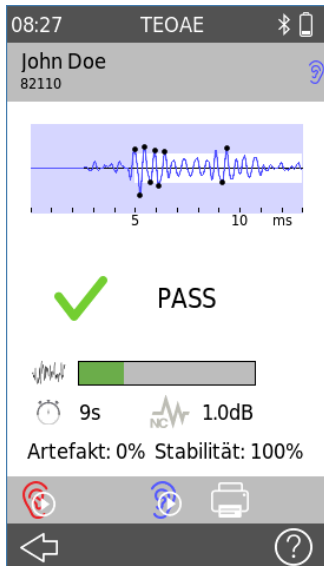 08:27 TEOAE
John Doe
82110
5 10 ms
PASS
9s NC 1.0dB
Artefakt: 0% Stabilität: 100%
?